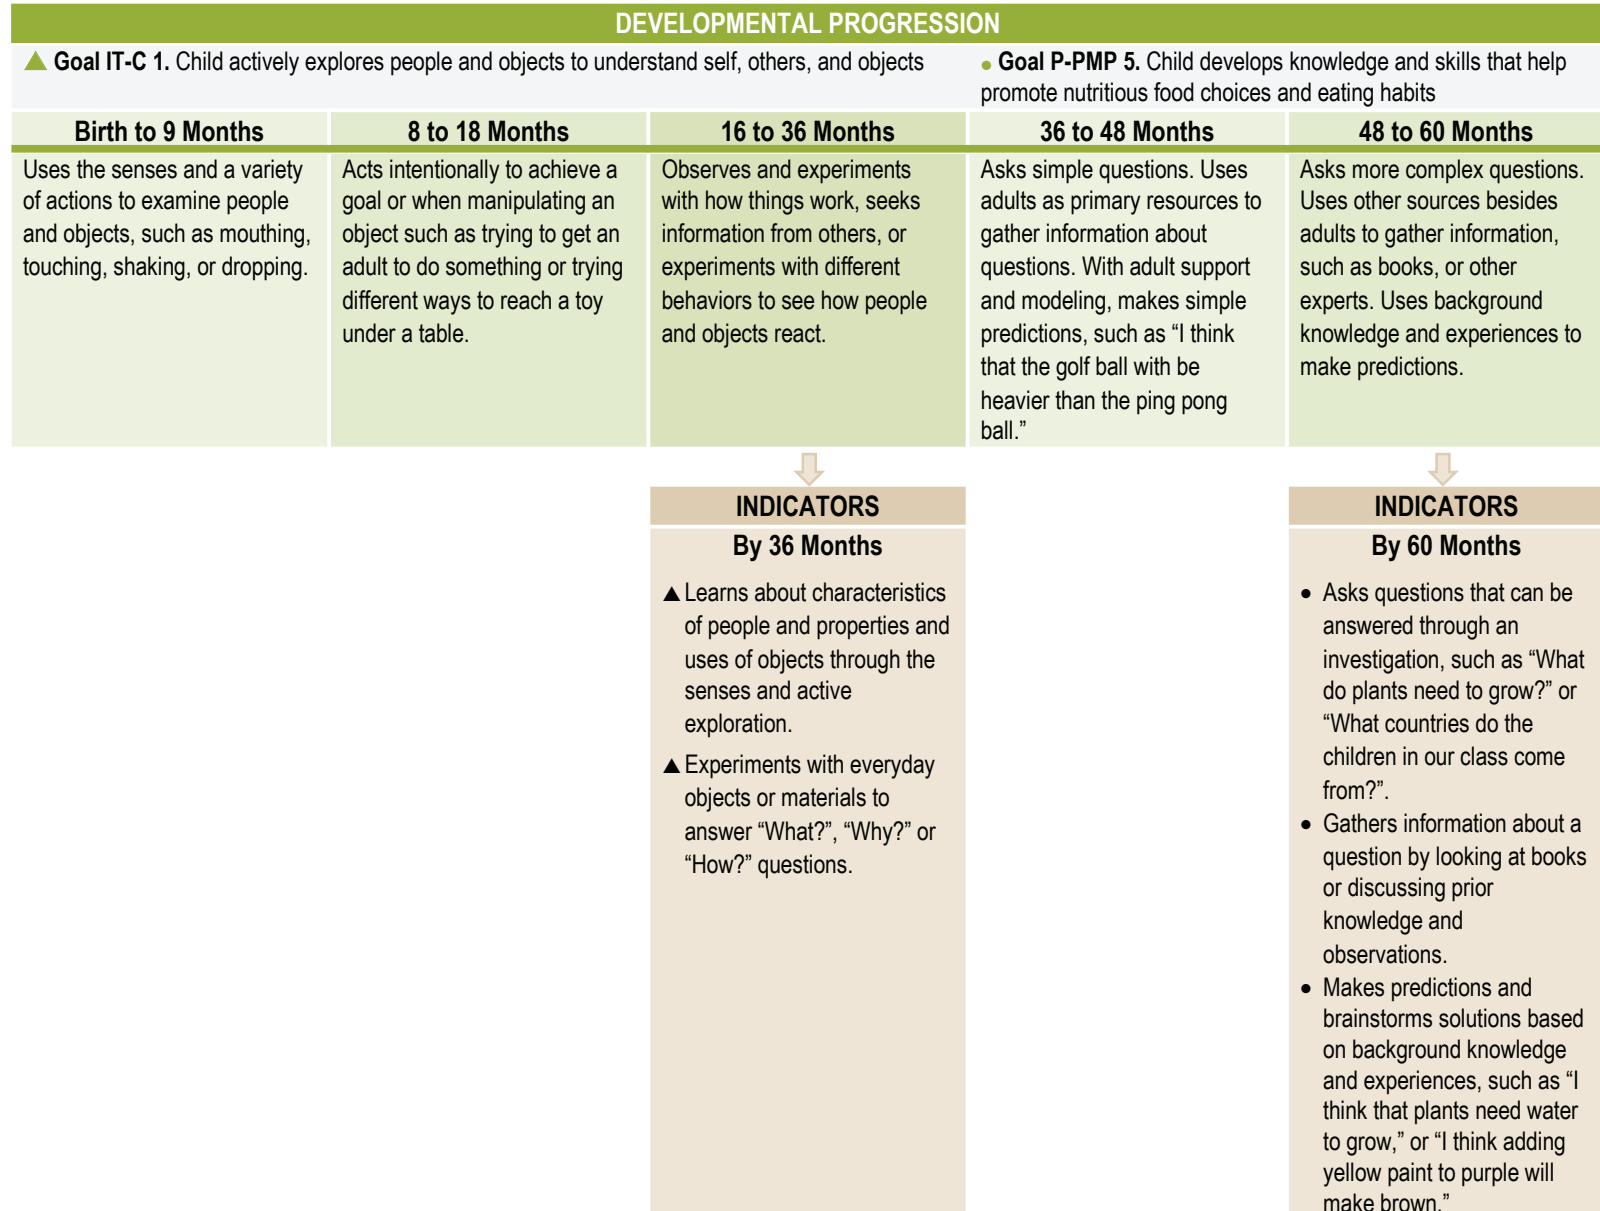 DEVELOPMENTAL PROGRESSION
▲ Goal IT-C 1. Child actively explores people and objects to understand self, others, and objects
● Goal P-PMP 5. Child develops knowledge and skills that help
promote nutritious food choices and eating habits
Birth to 9 Months
Uses the senses and a variety
of actions to examine people
and objects, such as mouthing,
touching, shaking, or dropping.
8 to 18 Months
Acts intentionally to achieve a
goal or when manipulating an
object such as trying to get an
adult to do something or trying
different ways to reach a toy
under a table.
16 to 36 Months
Observes and experiments
with how things work, seeks
information from others, or
experiments with different
behaviors to see how people
and objects react.
36 to 48 Months
Asks simple questions. Uses
adults as primary resources to
gather information about
questions. With adult support
and modeling, makes simple
predictions, such as “I think
that the golf ball with be
heavier than the ping pong
ball.”
48 to 60 Months
Asks more complex questions.
Uses other sources besides
adults to gather information,
such as books, or other
experts. Uses background
knowledge and experiences to
make predictions.
INDICATORS
By 36 Months
▲ Learns about characteristics
of people and properties and
uses of objects through the
senses and active
exploration.
▲ Experiments with everyday
objects or materials to
answer “What?”, “Why?” or
“How?” questions.
INDICATORS
By 60 Months
• Asks questions that can be
answered through an
investigation, such as “What
do plants need to grow?” or
“What countries do the
children in our class come
from?”.
• Gathers information about a
question by looking at books
or discussing prior
knowledge and
observations.
• Makes predictions and
brainstorms solutions based
on background knowledge
and experiences, such as “I
think that plants need water
to grow,” or “I think adding
yellow paint to purple will
make brown.”